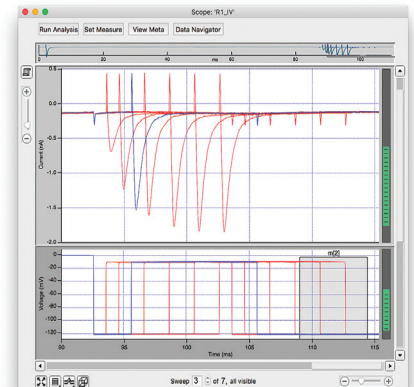 Scope: 'R1_IV'
Run Analysis Set Measure View Meta Data Navigator
0 20 40 60 80 100
ms
0.5
0.0
-0.5
-1.0
-1.5
-2.0
Current (nA)
m[2]
0
-20
-40
-60
-80
-100
-120
Voltage (mV)
90 95 100 105 110 115
Time (ms)
Sweep 3 of 7, all visible